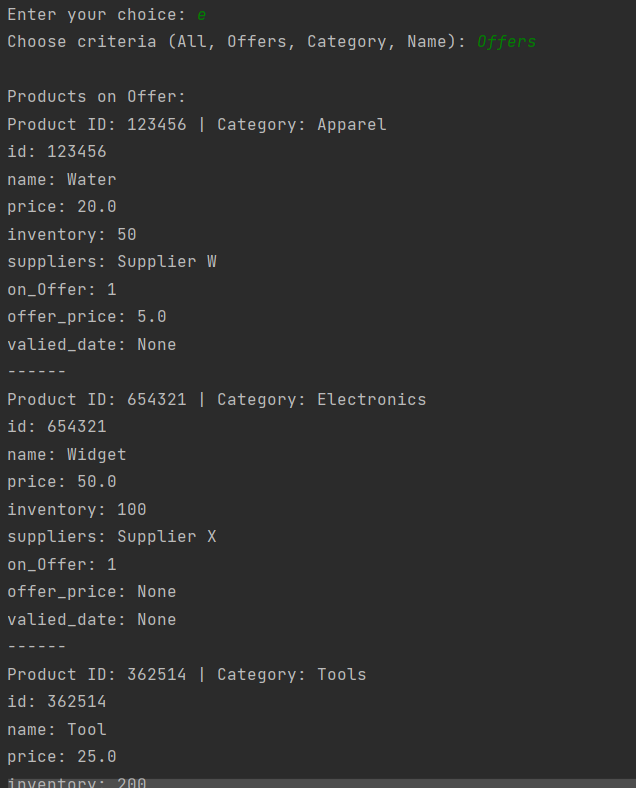 Enter your choice: e
Choose criteria (All, Offers, Category, Name): Offers
Products on Offer:
Product ID: 123456 | Category: Apparel
id: 123456
name: Water
price: 20.0
inventory: 50
suppliers: Supplier W
on_Offer: 1
offer_price: 5.0
valied_date: None
------
Product ID: 654321 | Category: Electronics
id: 654321
name: Widget
price: 50.0
inventory: 100
suppliers: Supplier X
on_Offer: 1
offer_price: None
valied_date: None
------
Product ID: 362514 | Category: Tools
id: 362514
name: Tool
price: 25.0
inventory: 200